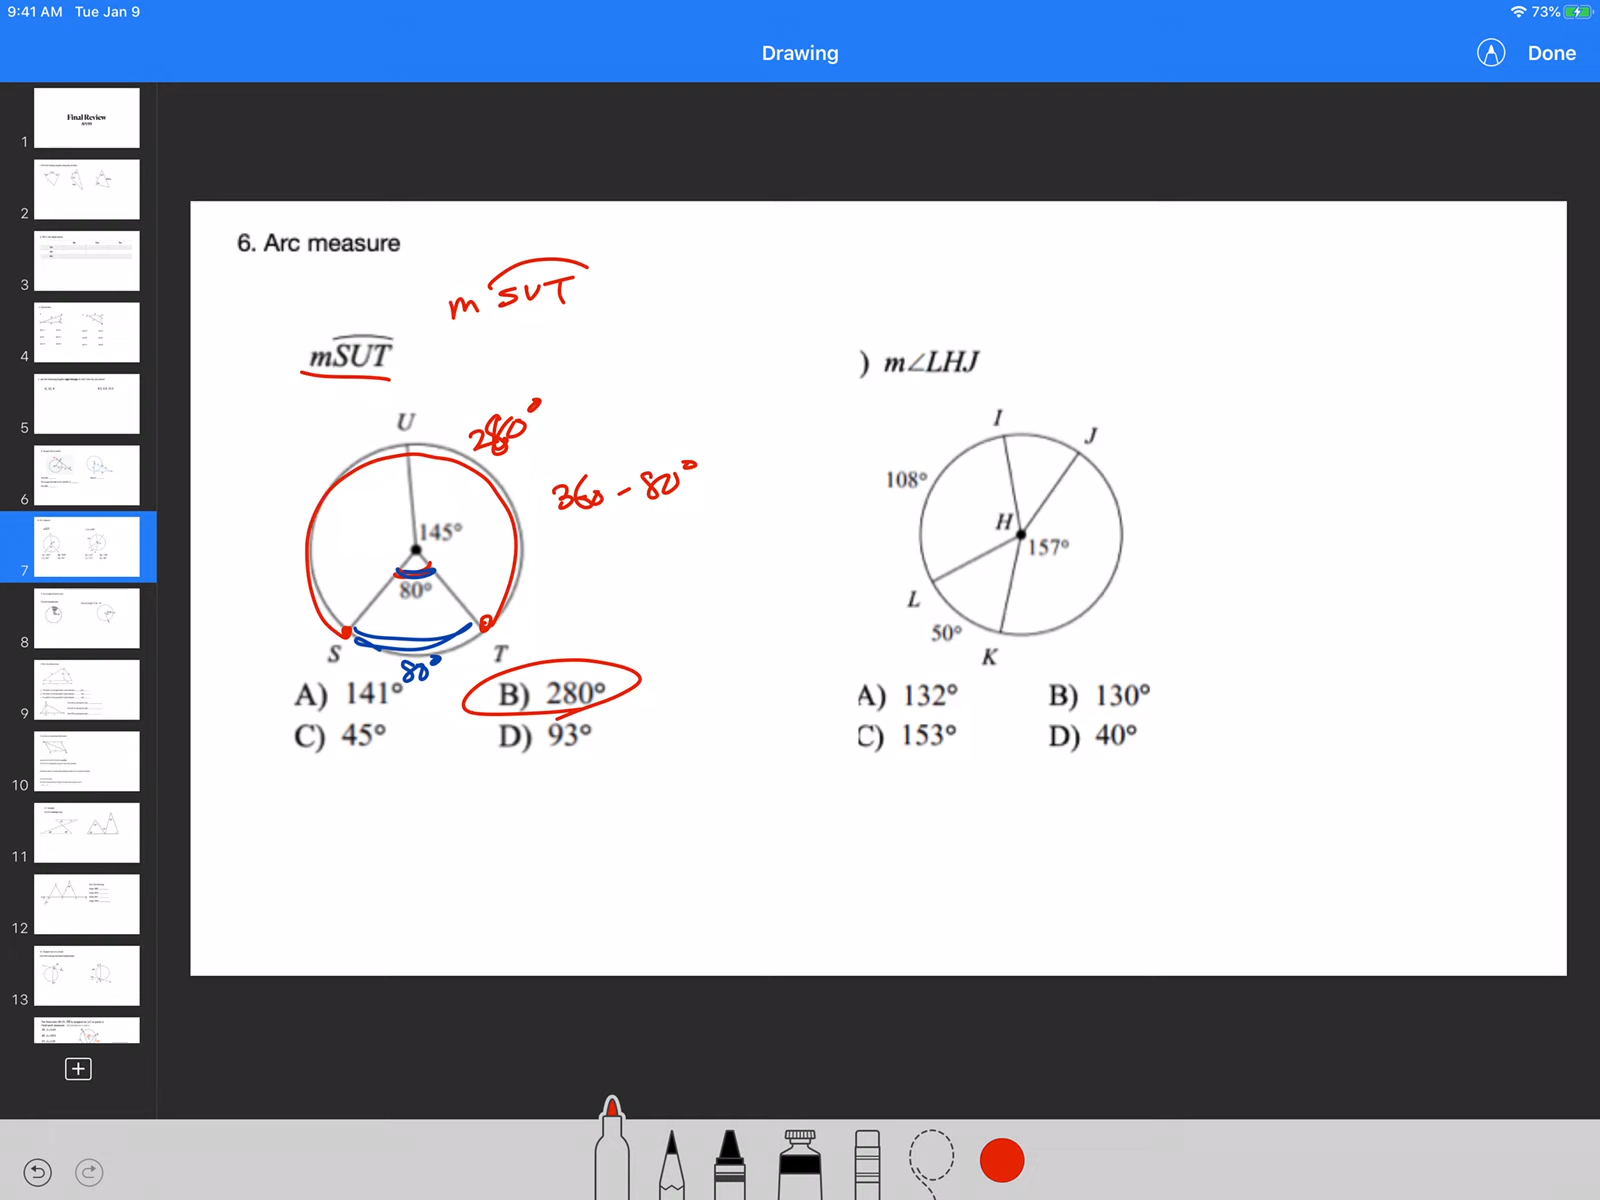 9:41 AM Tue Jan 9
73%
Drawing
Done
Final Review
1
2
3
4
5
6
7
8
9
10
11
12
13
6. Arc measure
m SUT
mSUT
U
280°
360 - 80°
145°
80°
S
T
80°
A) 141°
B) 280°
C) 45°
D) 93°
) m∠LHJ
I
J
108°
H
157°
L
50°
K
A) 132°
B) 130°
C) 153°
D) 40°